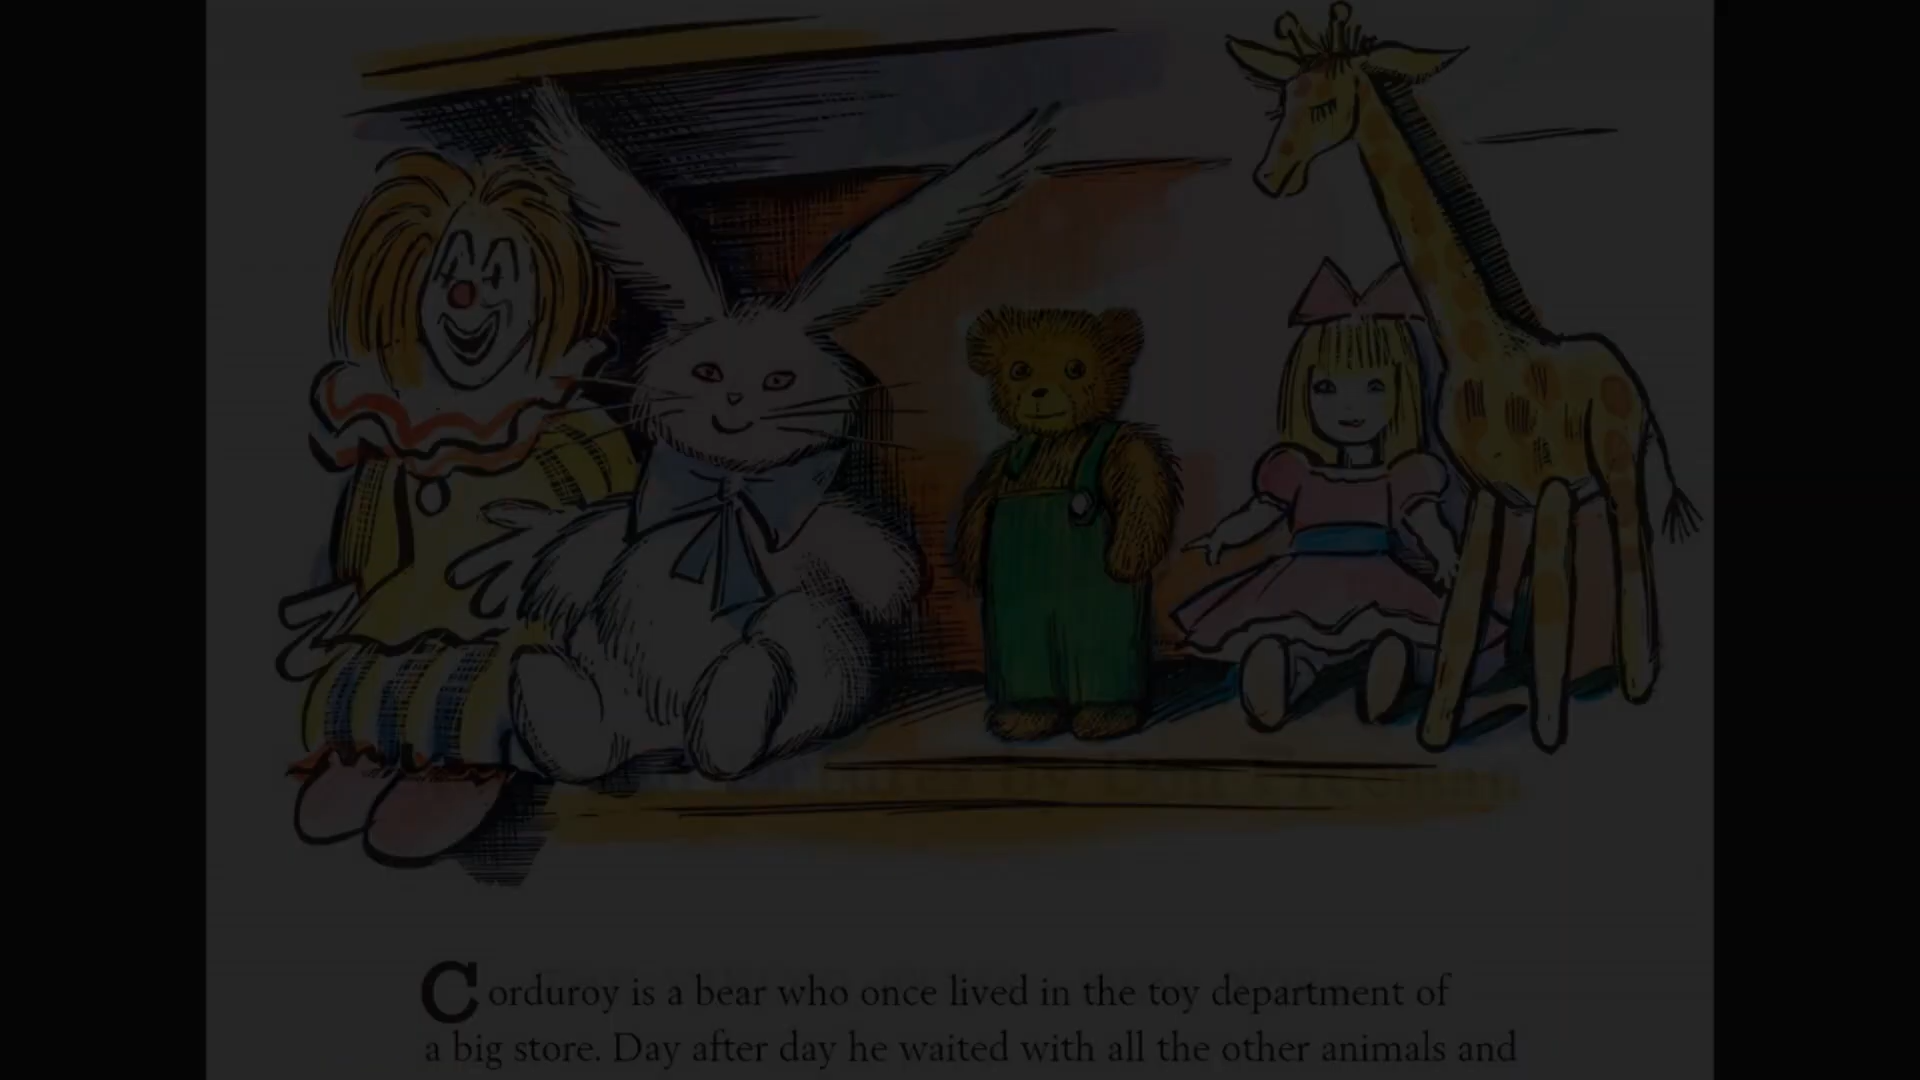 Corduroy is a bear who once lived in the toy department of
a big store. Day after day he waited with all the other animals and